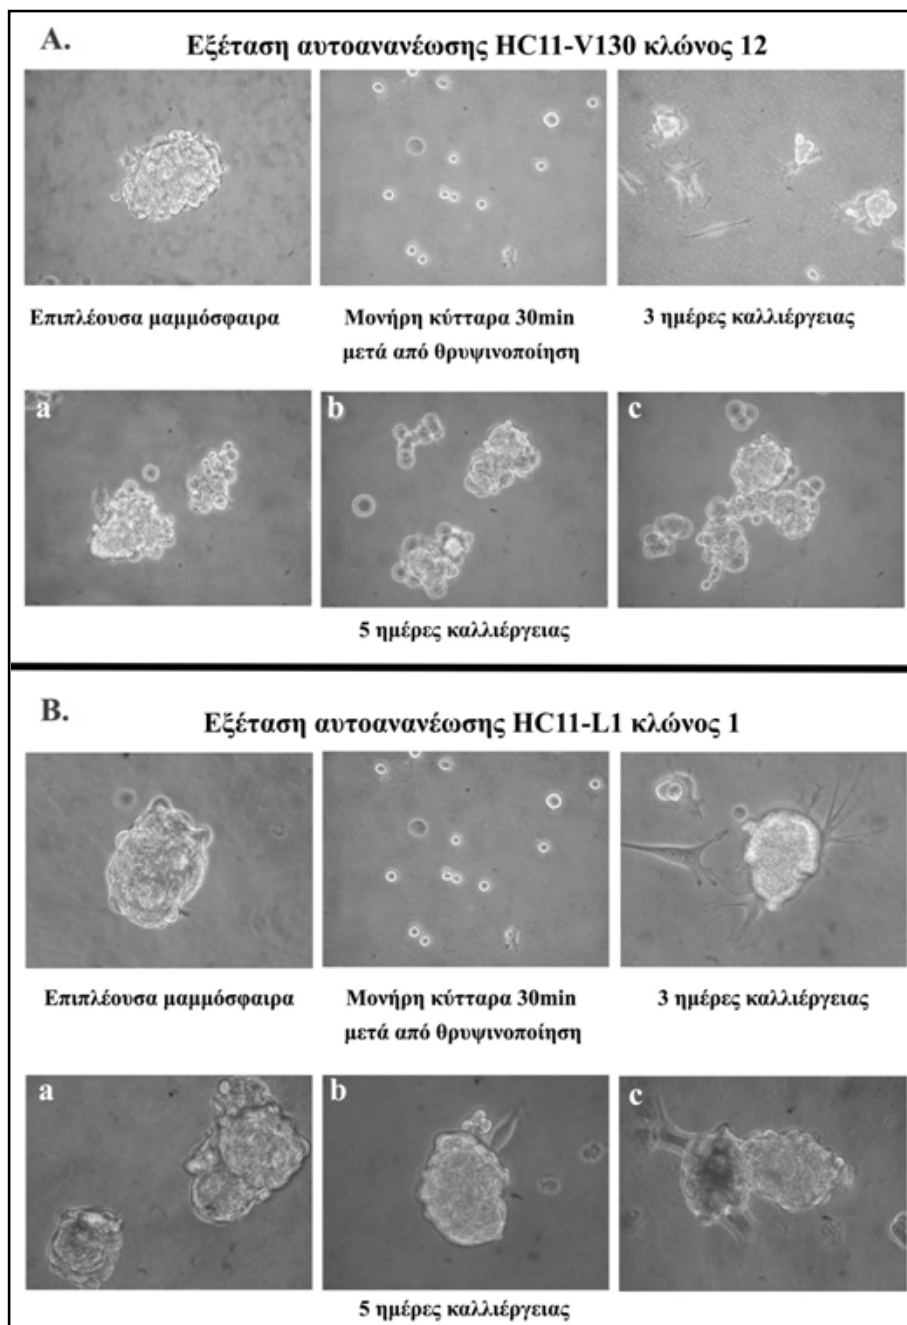 A.
Εξέταση αυτοανανέωσης HC11-V130 κλώνος 12
Επιπλέουσα μαμμόσφαιρα
Μονήρη κύτταρα 30min
μετά από θρυψινοποίηση
3 ημέρες καλλιέργειας
a
b
c
5 ημέρες καλλιέργειας
B.
Εξέταση αυτοανανέωσης HC11-L1 κλώνος 1
Επιπλέουσα μαμμόσφαιρα
Μονήρη κύτταρα 30min
μετά από θρυψινοποίηση
3 ημέρες καλλιέργειας
a
b
c
5 ημέρες καλλιέργειας